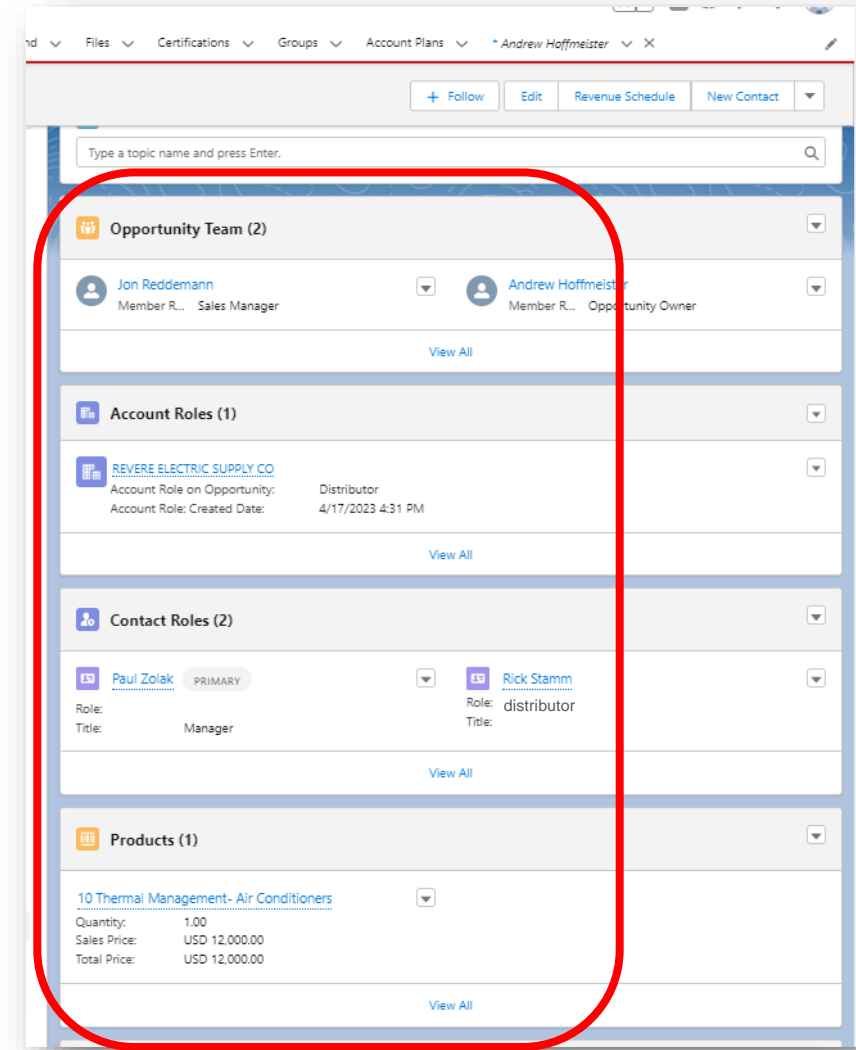 nd Files Certifications Groups Account Plans * Andrew Hoffmeister
+ Follow Edit Revenue Schedule New Contact
Type a topic name and press Enter.
Opportunity Team (2)
Jon Reddemann Andrew Hoffmeister
Member R... Sales Manager Member R... Opportunity Owner
View All
Account Roles (1)
REVERE ELECTRIC SUPPLY CO
Account Role on Opportunity: Distributor
Account Role: Created Date: 4/17/2023 4:31 PM
View All
Contact Roles (2)
Paul Zolak PRIMARY Rick Stamm
Role: Role: distributor
Title: Manager Title:
View All
Products (1)
10 Thermal Management- Air Conditioners
Quantity: 1.00
Sales Price: USD 12,000.00
Total Price: USD 12,000.00
View All